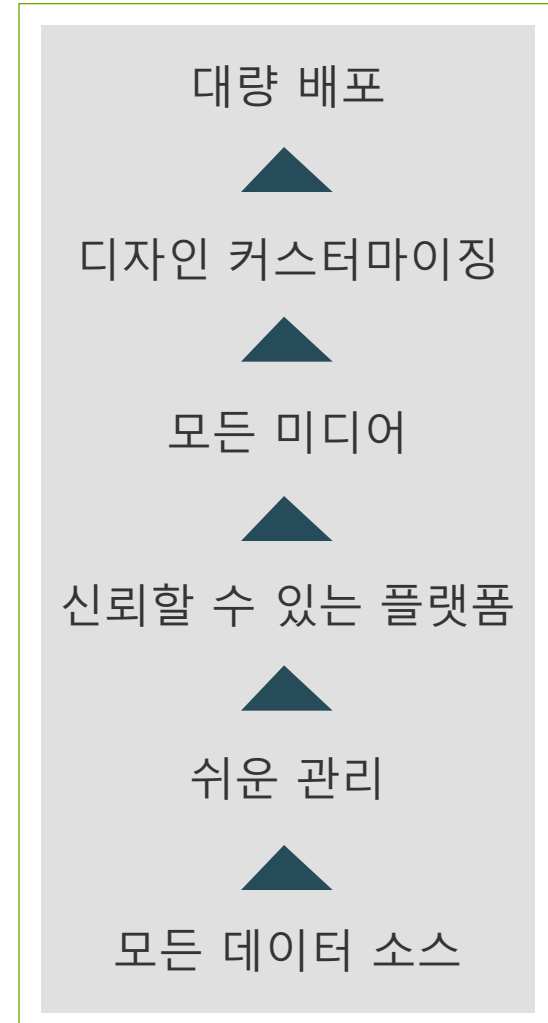 대량 배포
디자인 커스터마이징
모든 미디어
신뢰할 수 있는 플랫폼
쉬운 관리
모든 데이터 소스